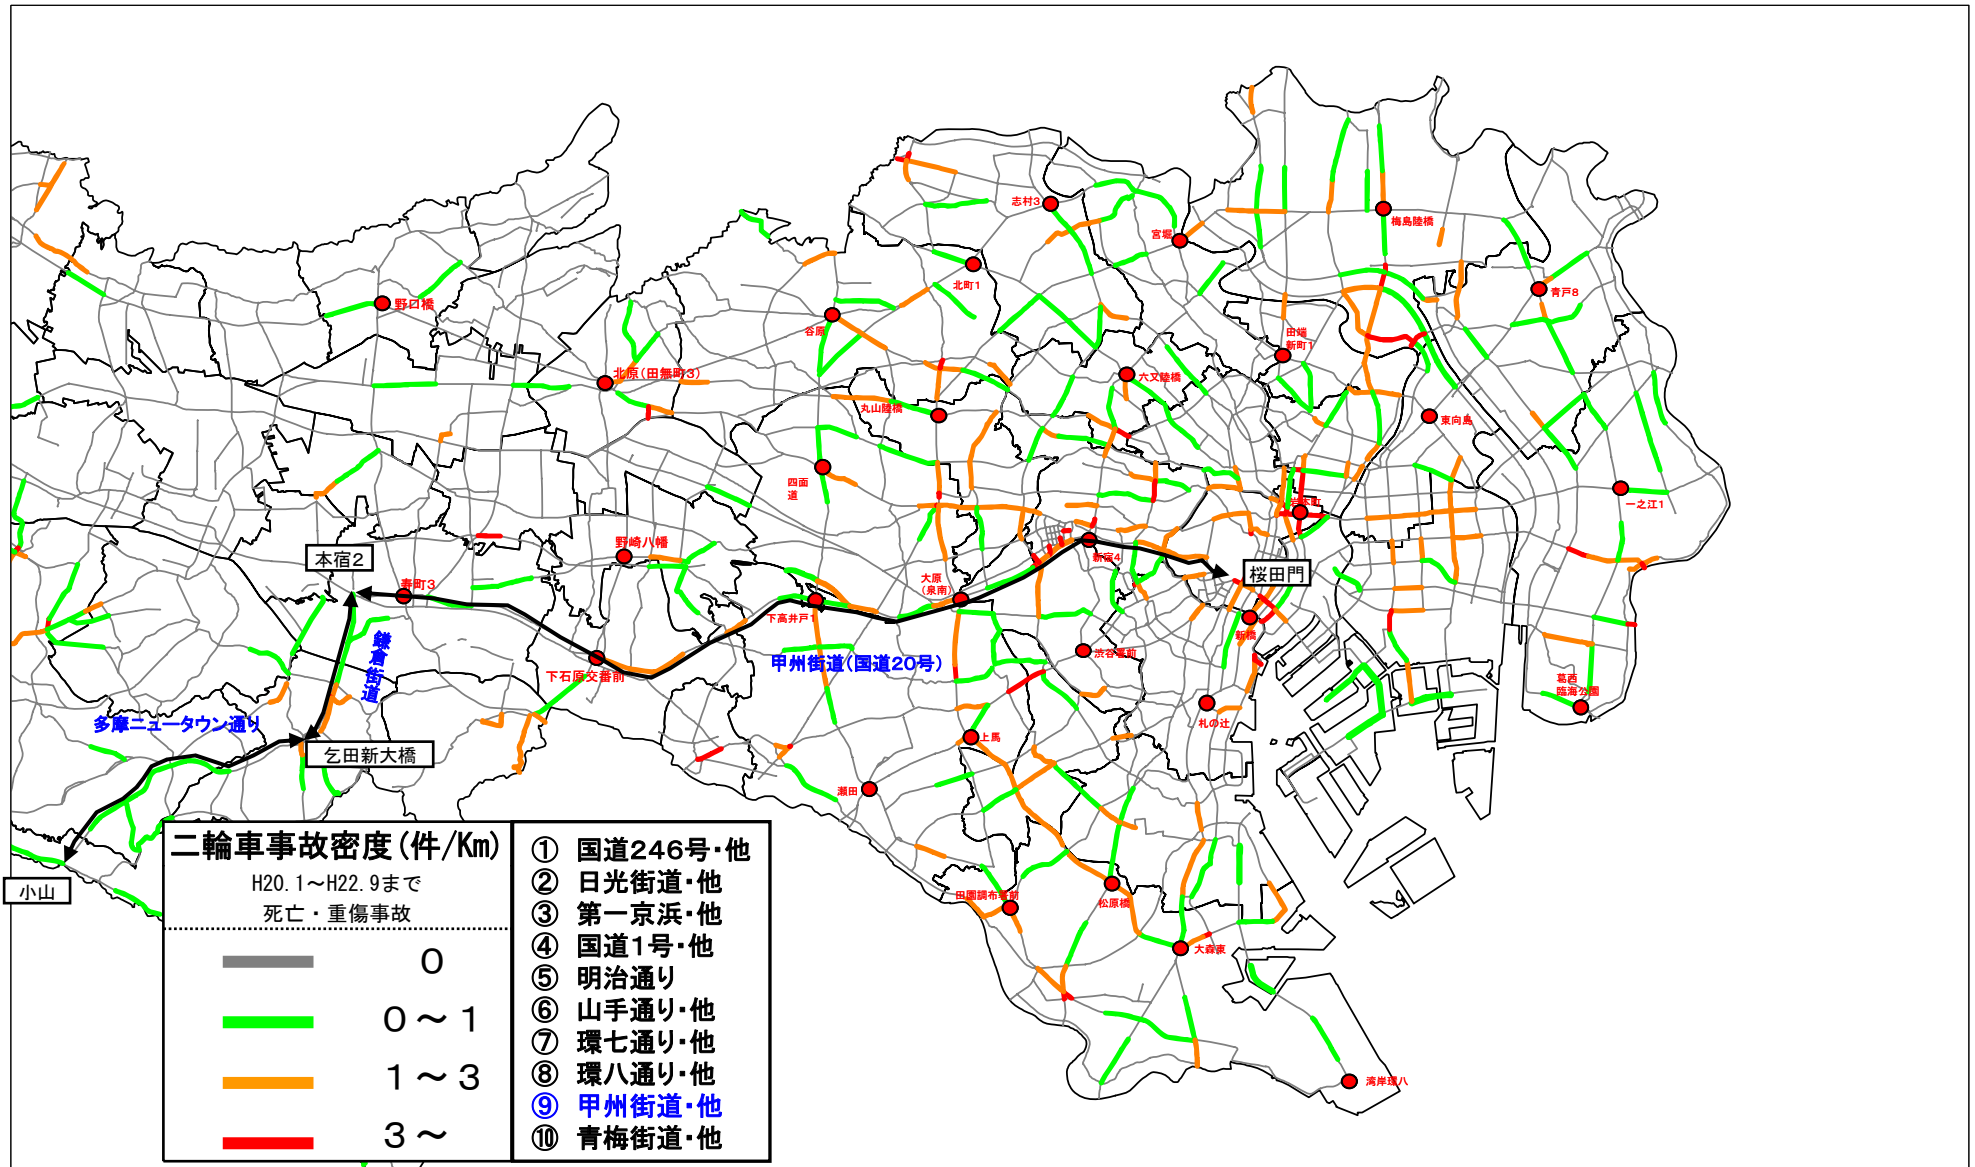 志村3
梅島陸橋
宮堀
北町1
青戸8
野口橋
谷原
田端
新町1
北原(田無町3)
六又陸橋
丸山陸橋
東向島
四面
道
岩本町
一之江1
本宿2
野崎八幡
新宿4
桜田門
寿町3
大原
(泉南)
下高井戸1
新橋
鎌倉街道
渋谷署前
甲州街道(国道20号)
下石原交番前
葛西
臨海公園
多摩ニュータウン通り
札の辻
上馬
乞田新大橋
瀬田
小山
田園調布署前
松原橋
大森東
湾岸環八
二輪車事故密度(件/Km)
H20.1～H22.9まで
死亡・重傷事故
0
0～1
1～3
3～
① 国道246号・他
② 日光街道・他
③ 第一京浜・他
④ 国道1号・他
⑤ 明治通り
⑥ 山手通り・他
⑦ 環七通り・他
⑧ 環八通り・他
⑨ 甲州街道・他
⑩ 青梅街道・他